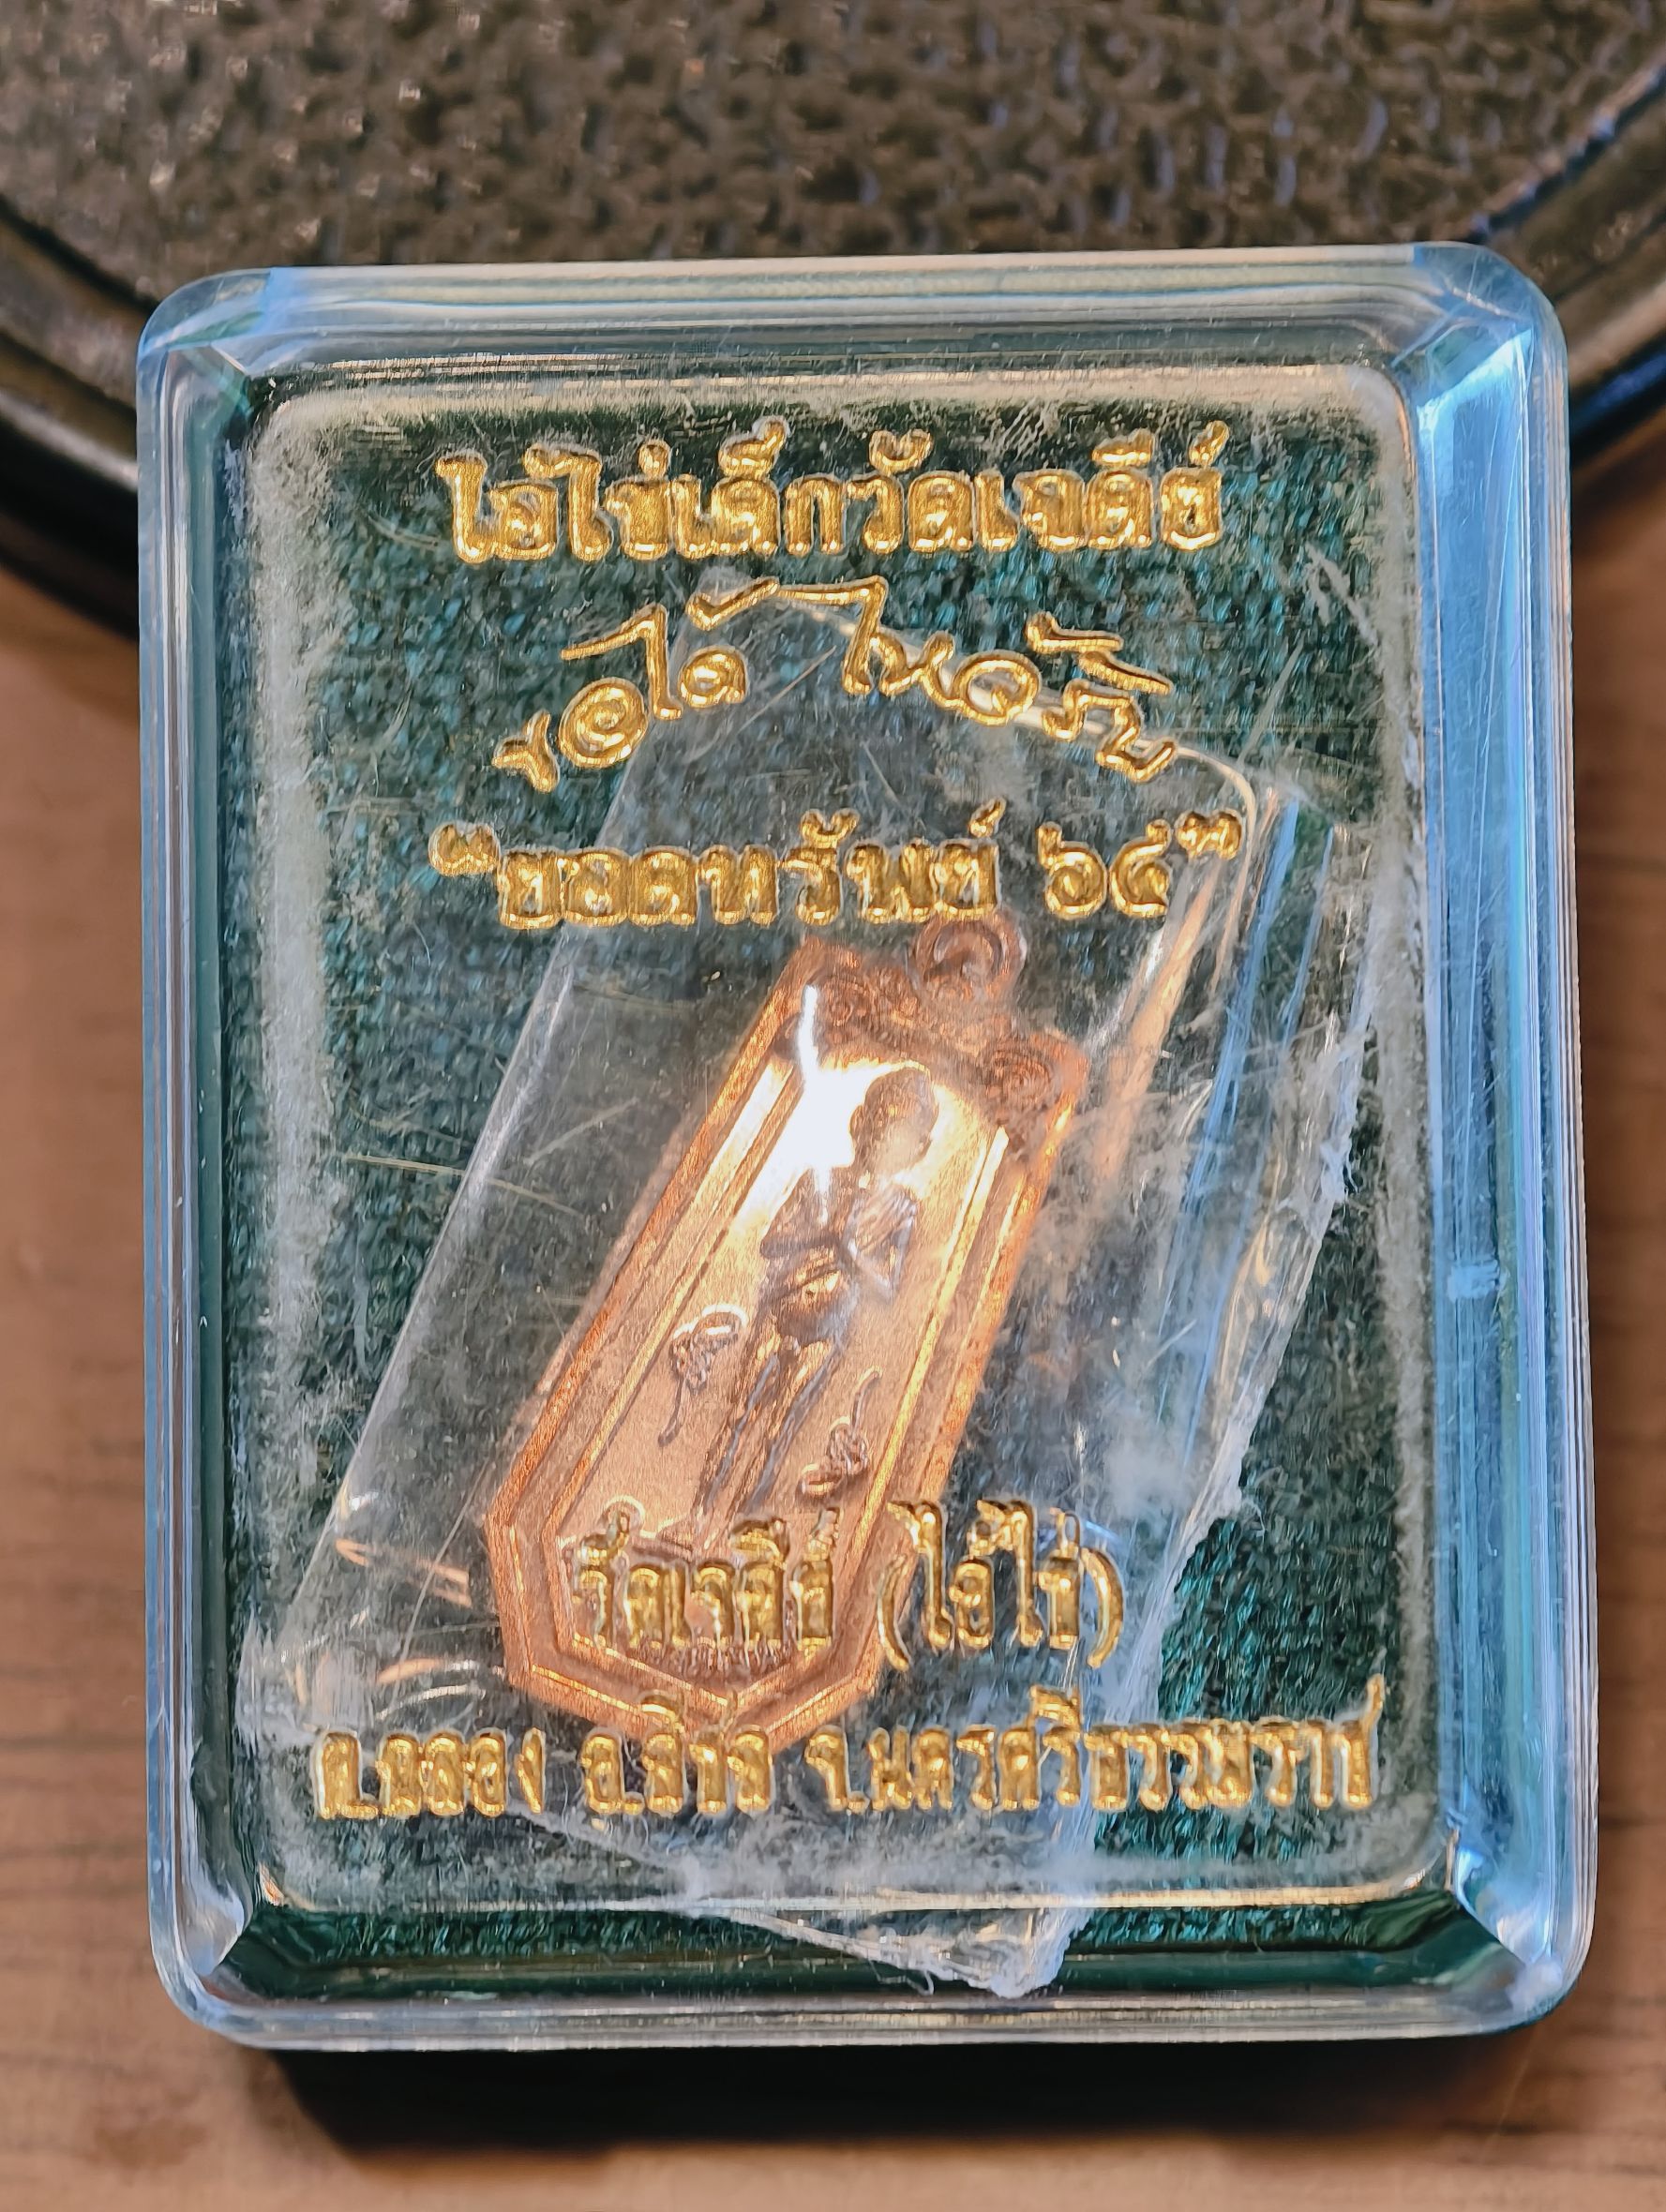 ไอ้ไข่เด็กวัดเจดีย์
ขอได้ ไหว้รับ
"ยอดทรัพย์ ๖๔"
วัดเจดีย์ (ไอ้ไข่)
ต.ฉลอง อ.สิชล จ.นครศรีธรรมราช